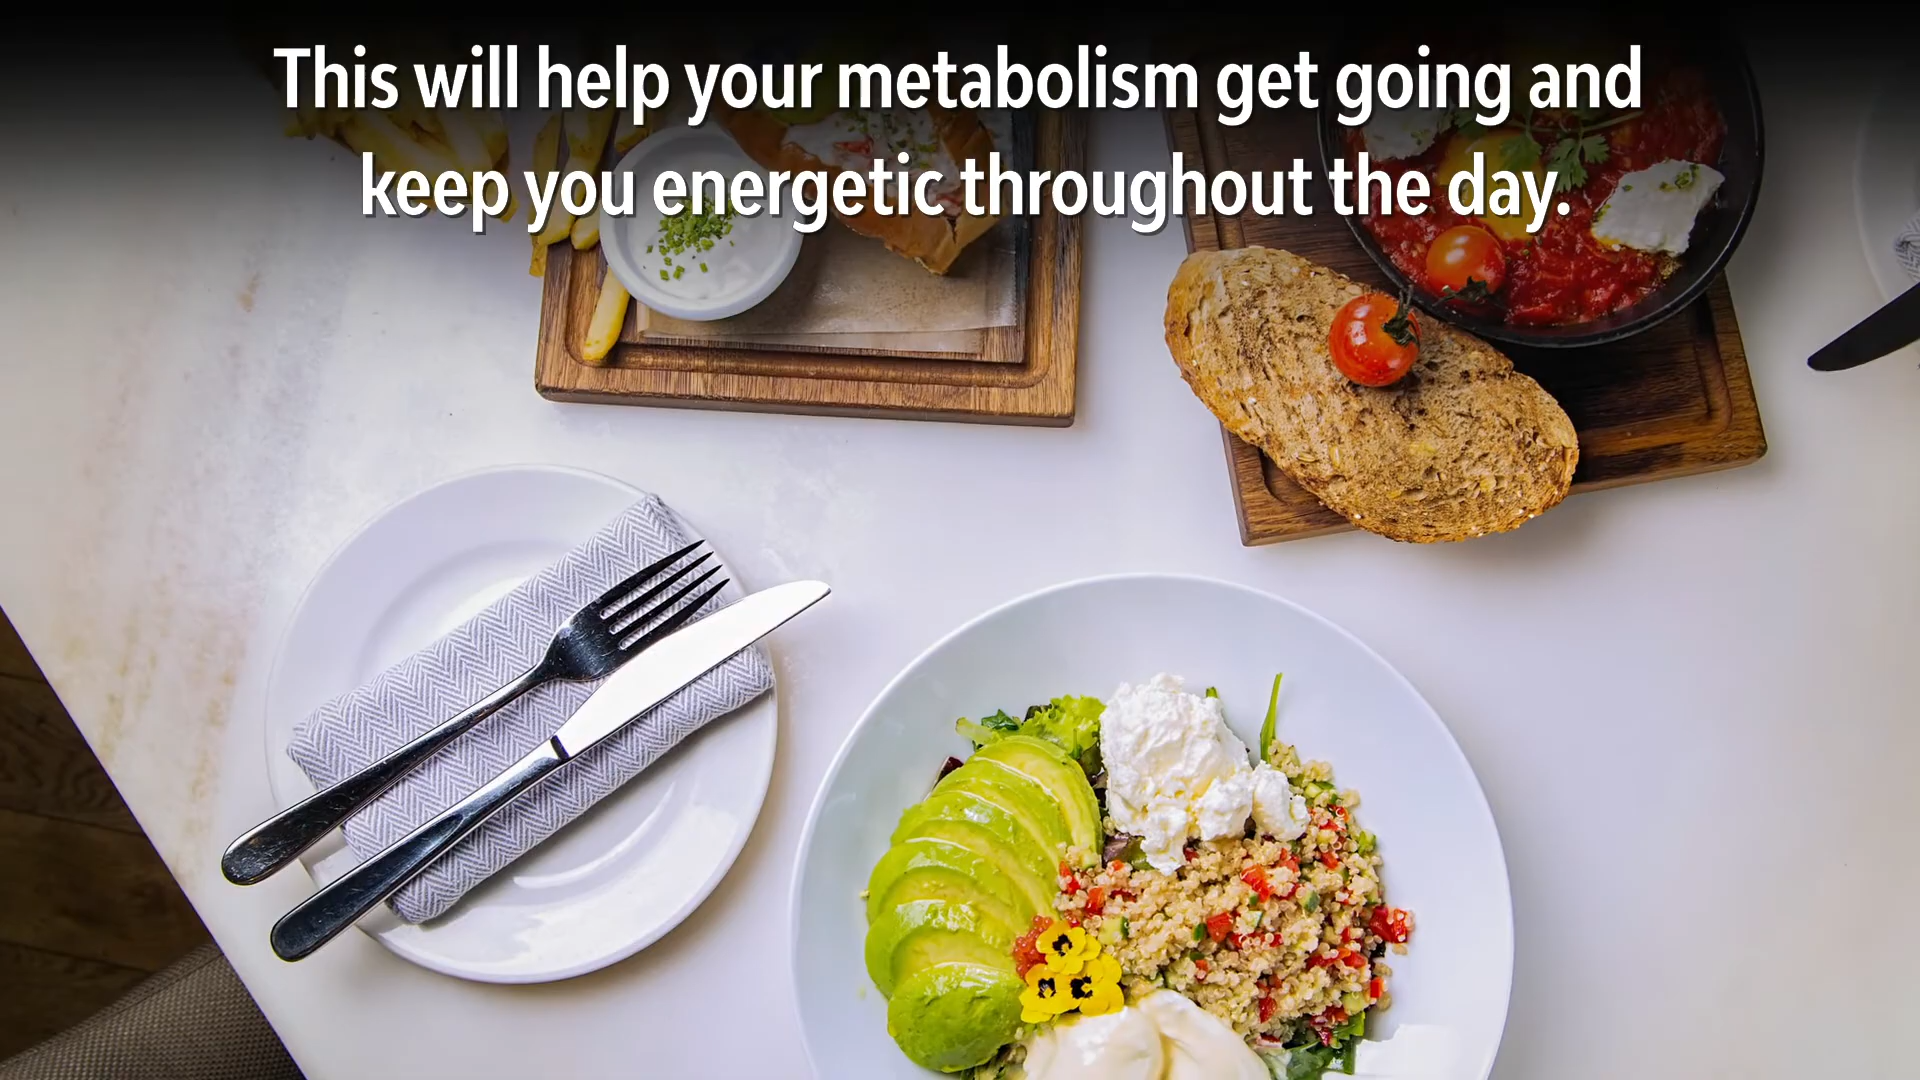 This will help your metabolism get going and
keep you energetic throughout the day.